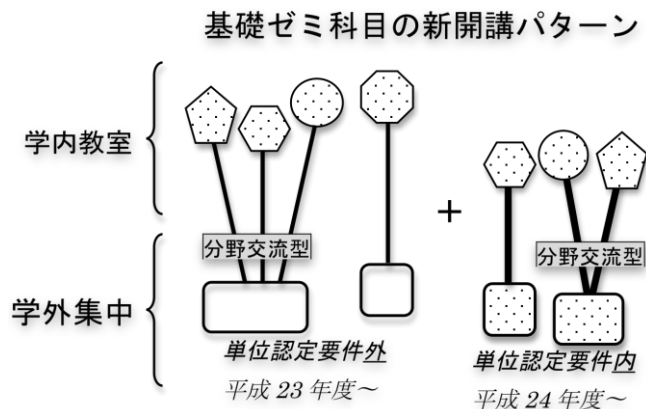 基礎ゼミ科目の新開講パターン
学内教室
+
分野交流型
分野交流型
学外集中
単位認定要件外
単位認定要件内
平成 23 年度～
平成 24 年度～